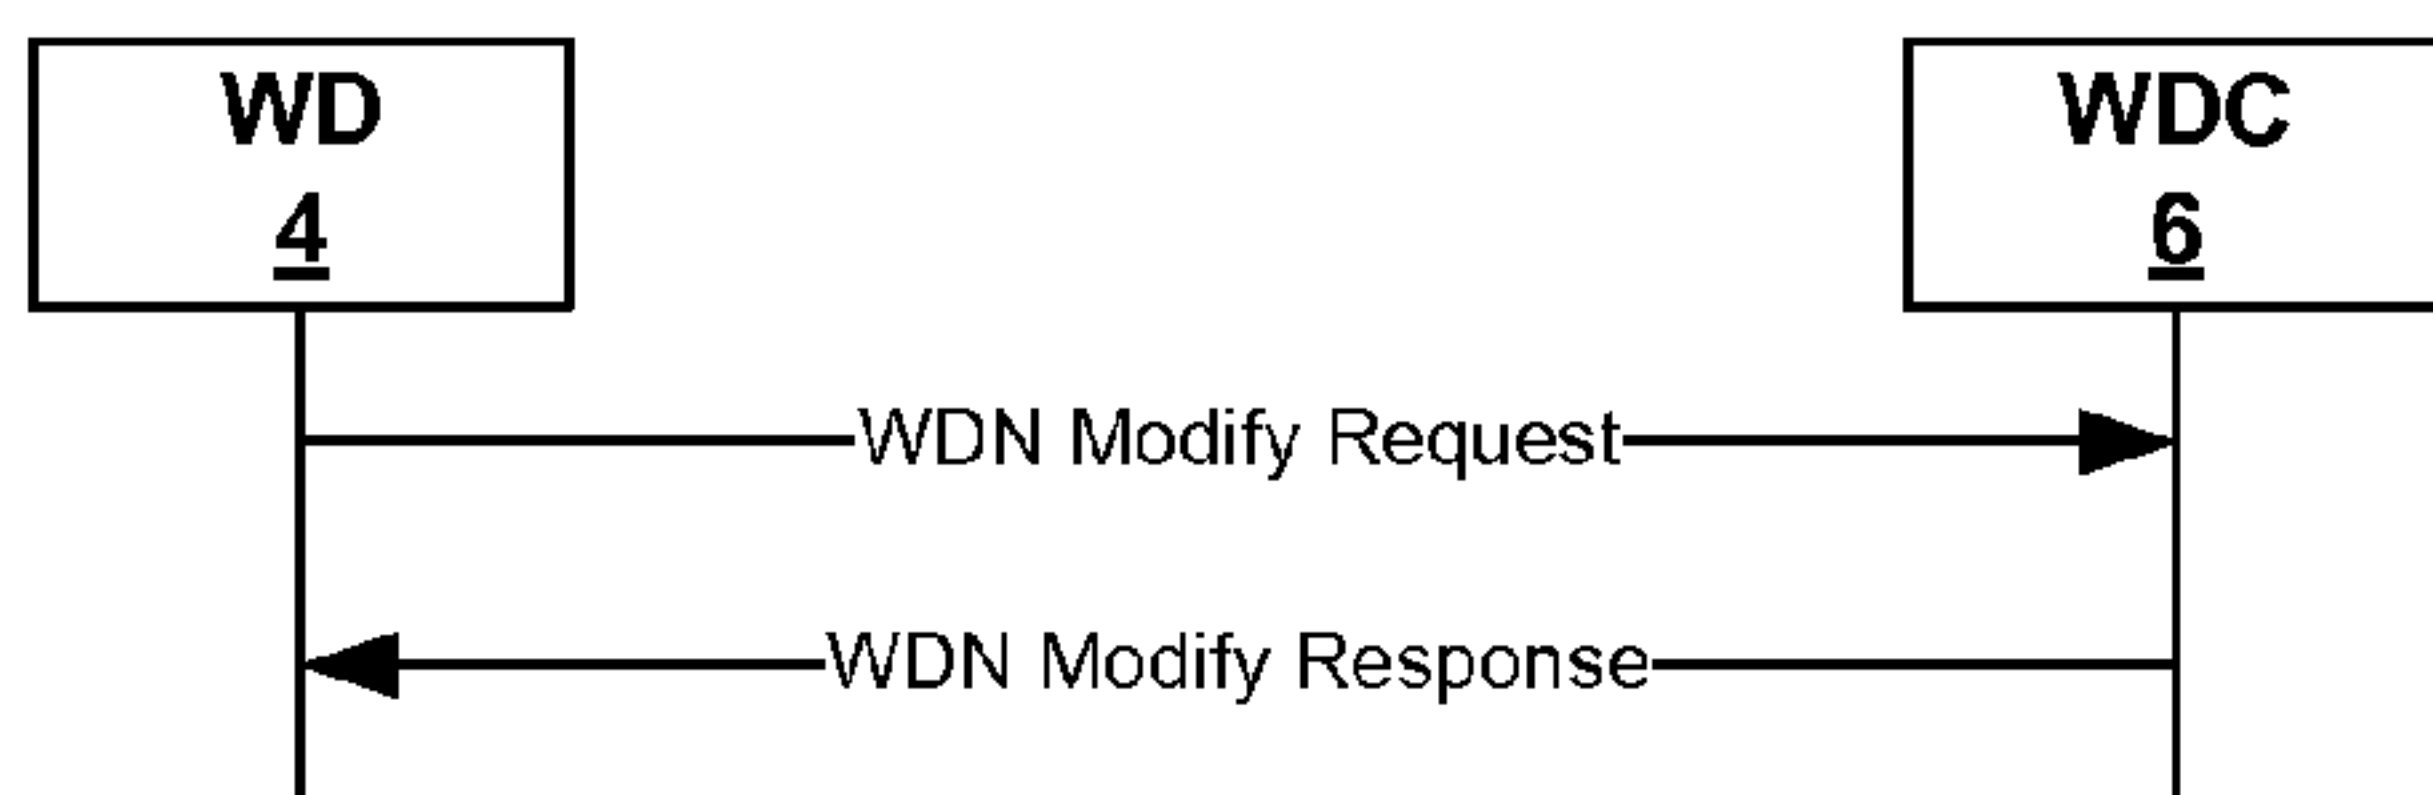 WD
4
WDC
6
WDN Modify Request
WDN Modify Response